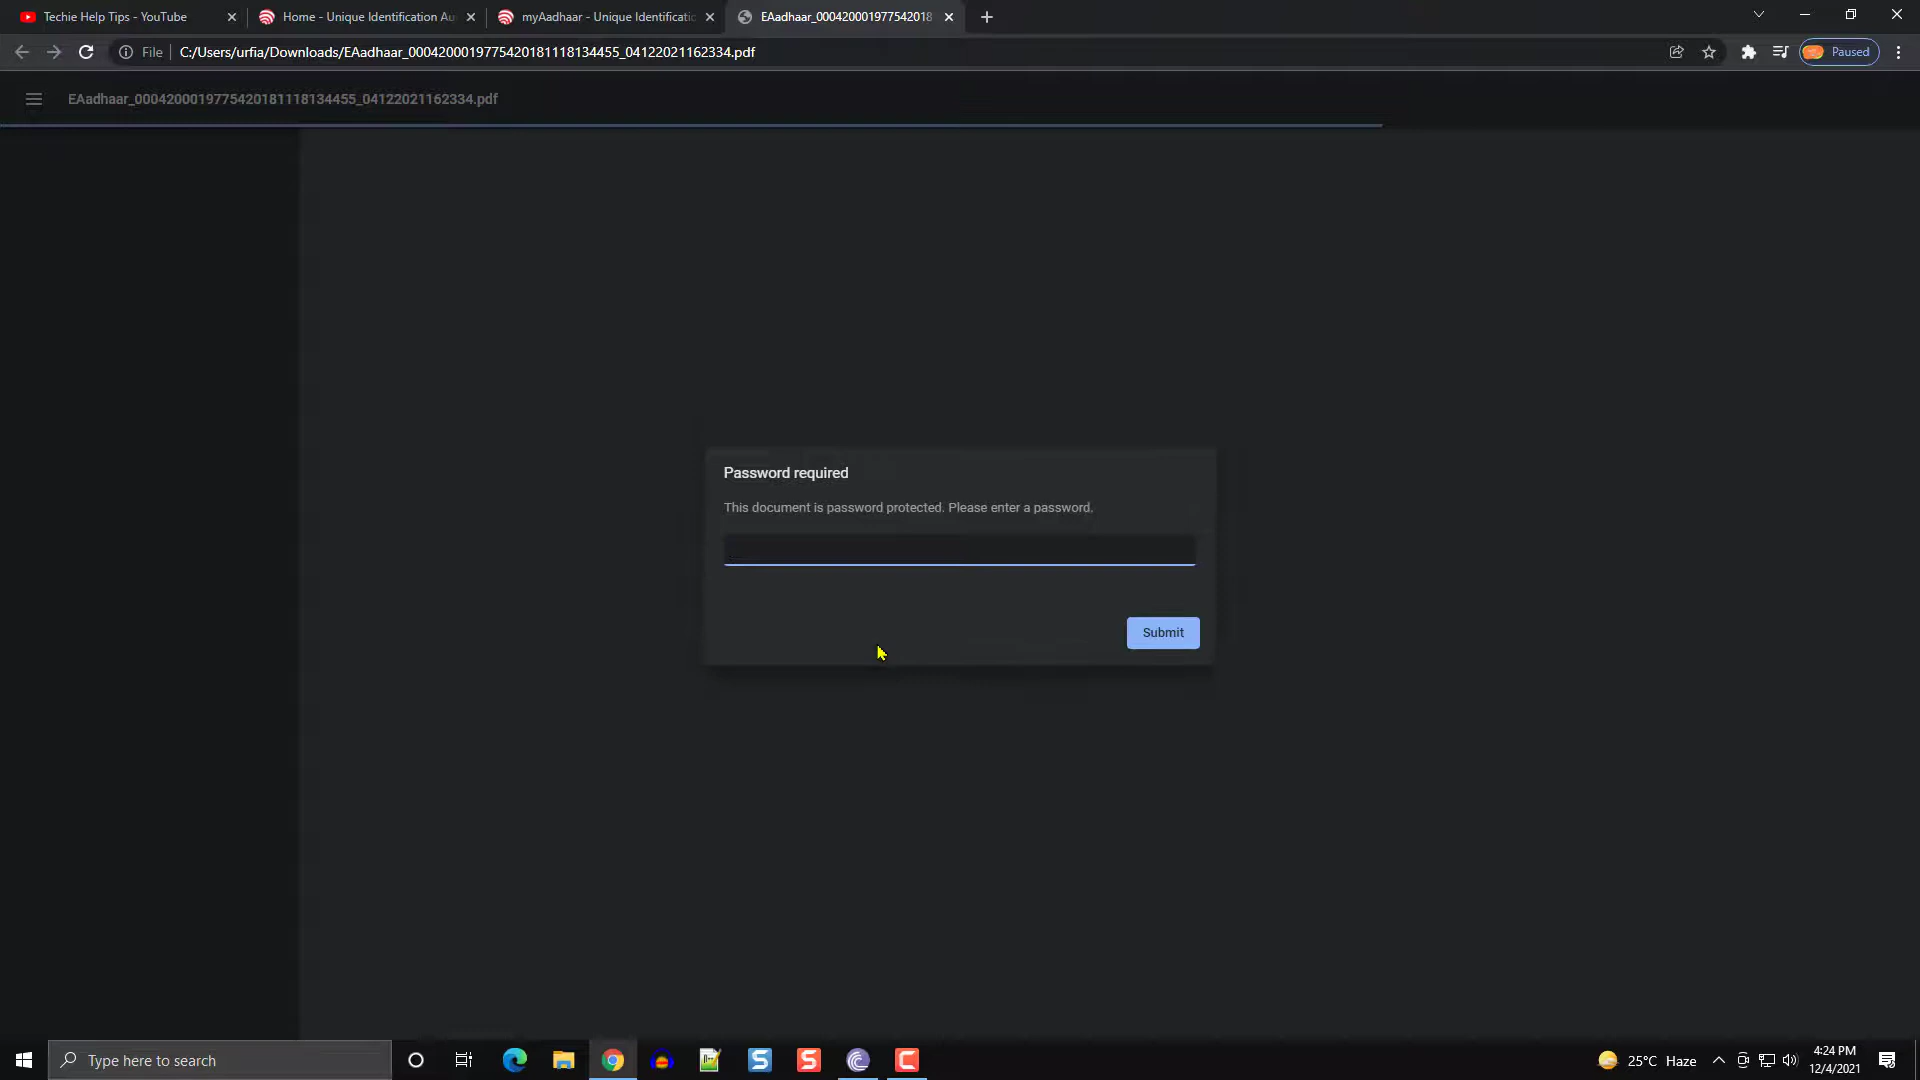 Techie Help Tips - YouTube
Home - Unique Identification Au
myAadhaar - Unique Identificatic
EAadhaar_0004200019775420181
File
C:/Users/urfia/Downloads/EAadhaar_0004200019775420181118134455_04122021162334.pdf
Paused
EAadhaar_0004200019775420181118134455_04122021162334.pdf
Password required
This document is password protected. Please enter a password.
Submit
Type here to search
25°C Haze
4:24 PM
12/4/2021